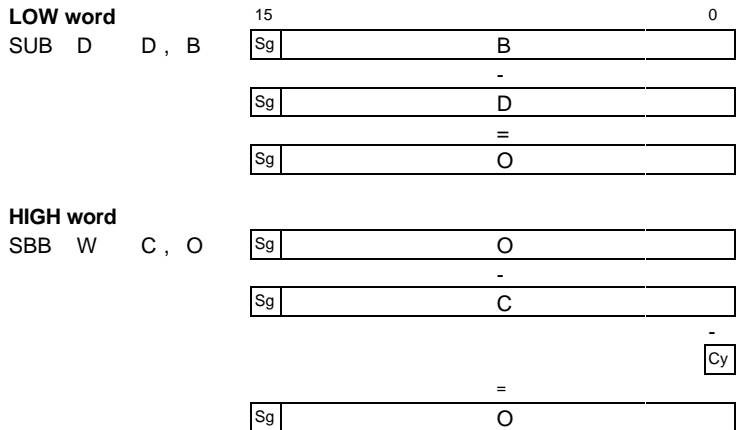 LOW word
15 0
SUB D D , B Sg B
-
Sg D
=
Sg O
HIGH word
SBB W C , O Sg O
-
Sg C
-
Cy
=
Sg O